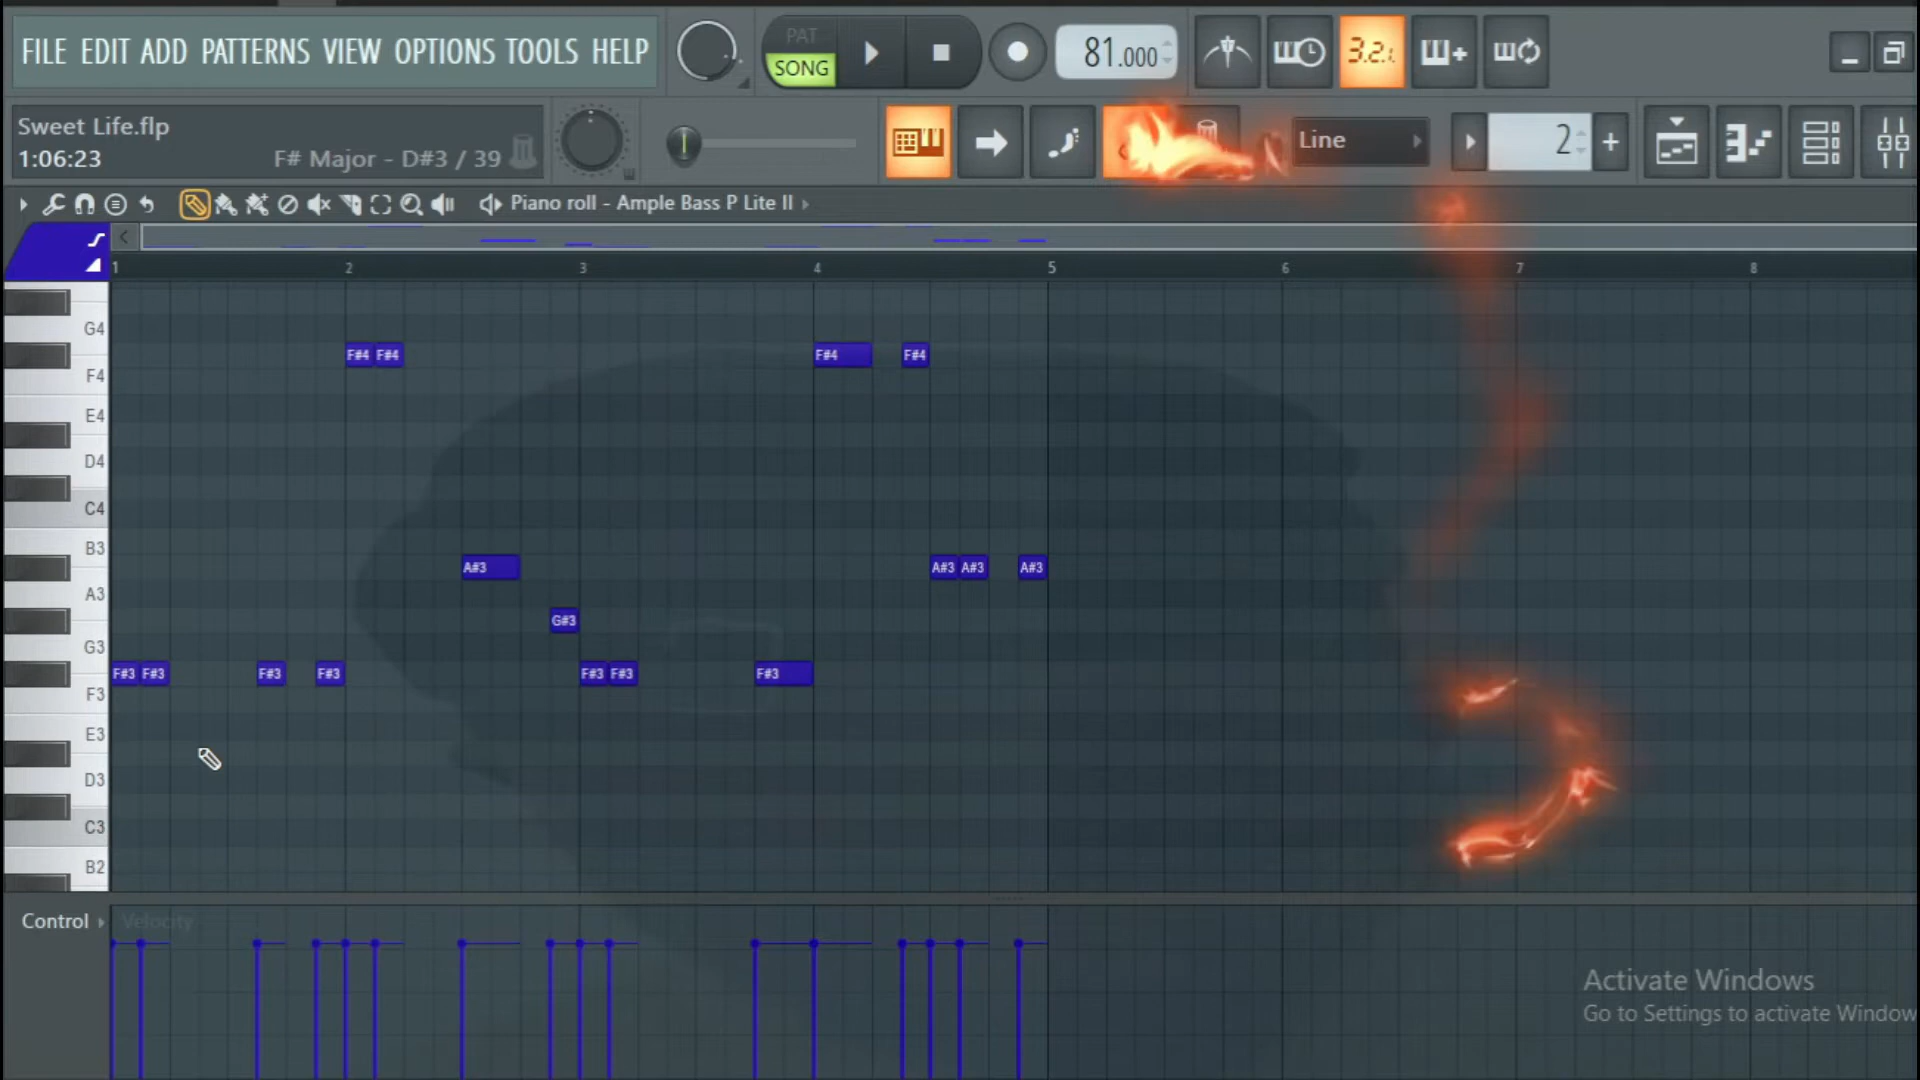 FILE EDIT ADD PATTERNS VIEW OPTIONS TOOLS HELP
PAT
SONG
81.000
3.2.
Sweet Life.flp
1:06:23
F# Major - D#3 / 39
Line
2
Piano roll - Ample Bass P Lite II
1 2 3 4 5 6 7 8
G4
F#4 F#4 F#4 F#4
F4
E4
D4
C4
B3
A#3 A#3 A#3 A#3
A3
G#3
G3
F#3 F#3 F#3 F#3 F#3 F#3 F#3
F3
E3
D3
C3
B2
Control Velocity
Activate Windows
Go to Settings to activate Window